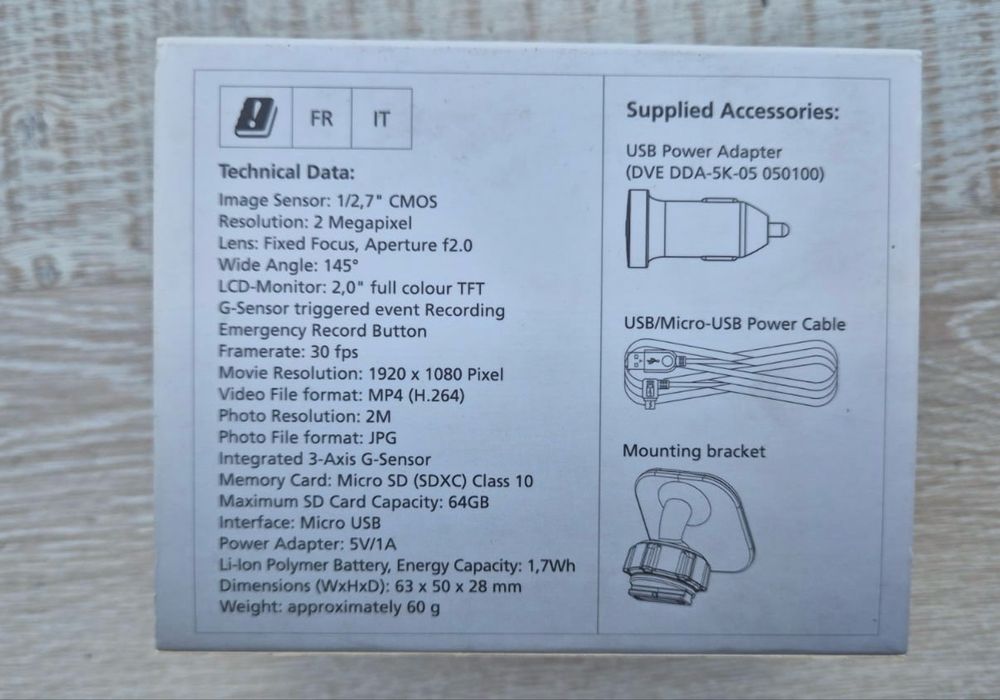 FR IT
Technical Data:
Image Sensor: 1/2,7" CMOS
Resolution: 2 Megapixel
Lens: Fixed Focus, Aperture f2.0
Wide Angle: 145°
LCD-Monitor: 2,0" full colour TFT
G-Sensor triggered event Recording
Emergency Record Button
Framerate: 30 fps
Movie Resolution: 1920 x 1080 Pixel
Video File format: MP4 (H.264)
Photo Resolution: 2M
Photo File format: JPG
Integrated 3-Axis G-Sensor
Memory Card: Micro SD (SDXC) Class 10
Maximum SD Card Capacity: 64GB
Interface: Micro USB
Power Adapter: 5V/1A
Li-Ion Polymer Battery, Energy Capacity: 1,7Wh
Dimensions (WxHxD): 63 x 50 x 28 mm
Weight: approximately 60 g
Supplied Accessories:
USB Power Adapter
(DVE DDA-5K-05 050100)
USB/Micro-USB Power Cable
Mounting bracket